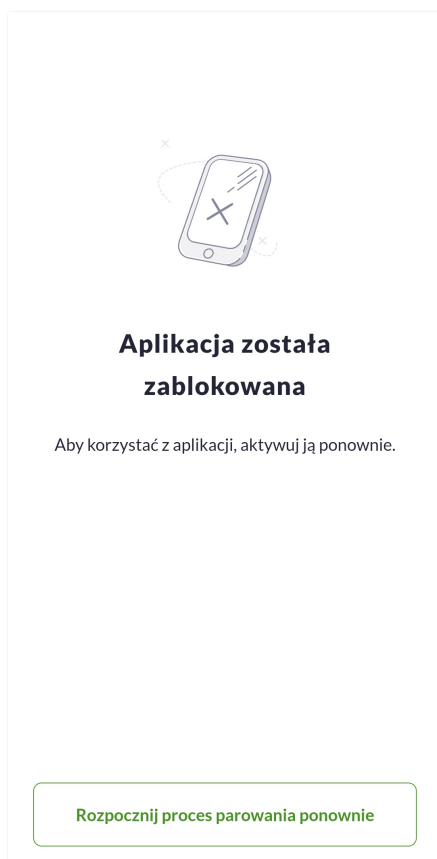 Aplikacja została
zablokowana
Aby korzystać z aplikacji, aktywuj ją ponownie.
Rozpocznij proces parowania ponownie